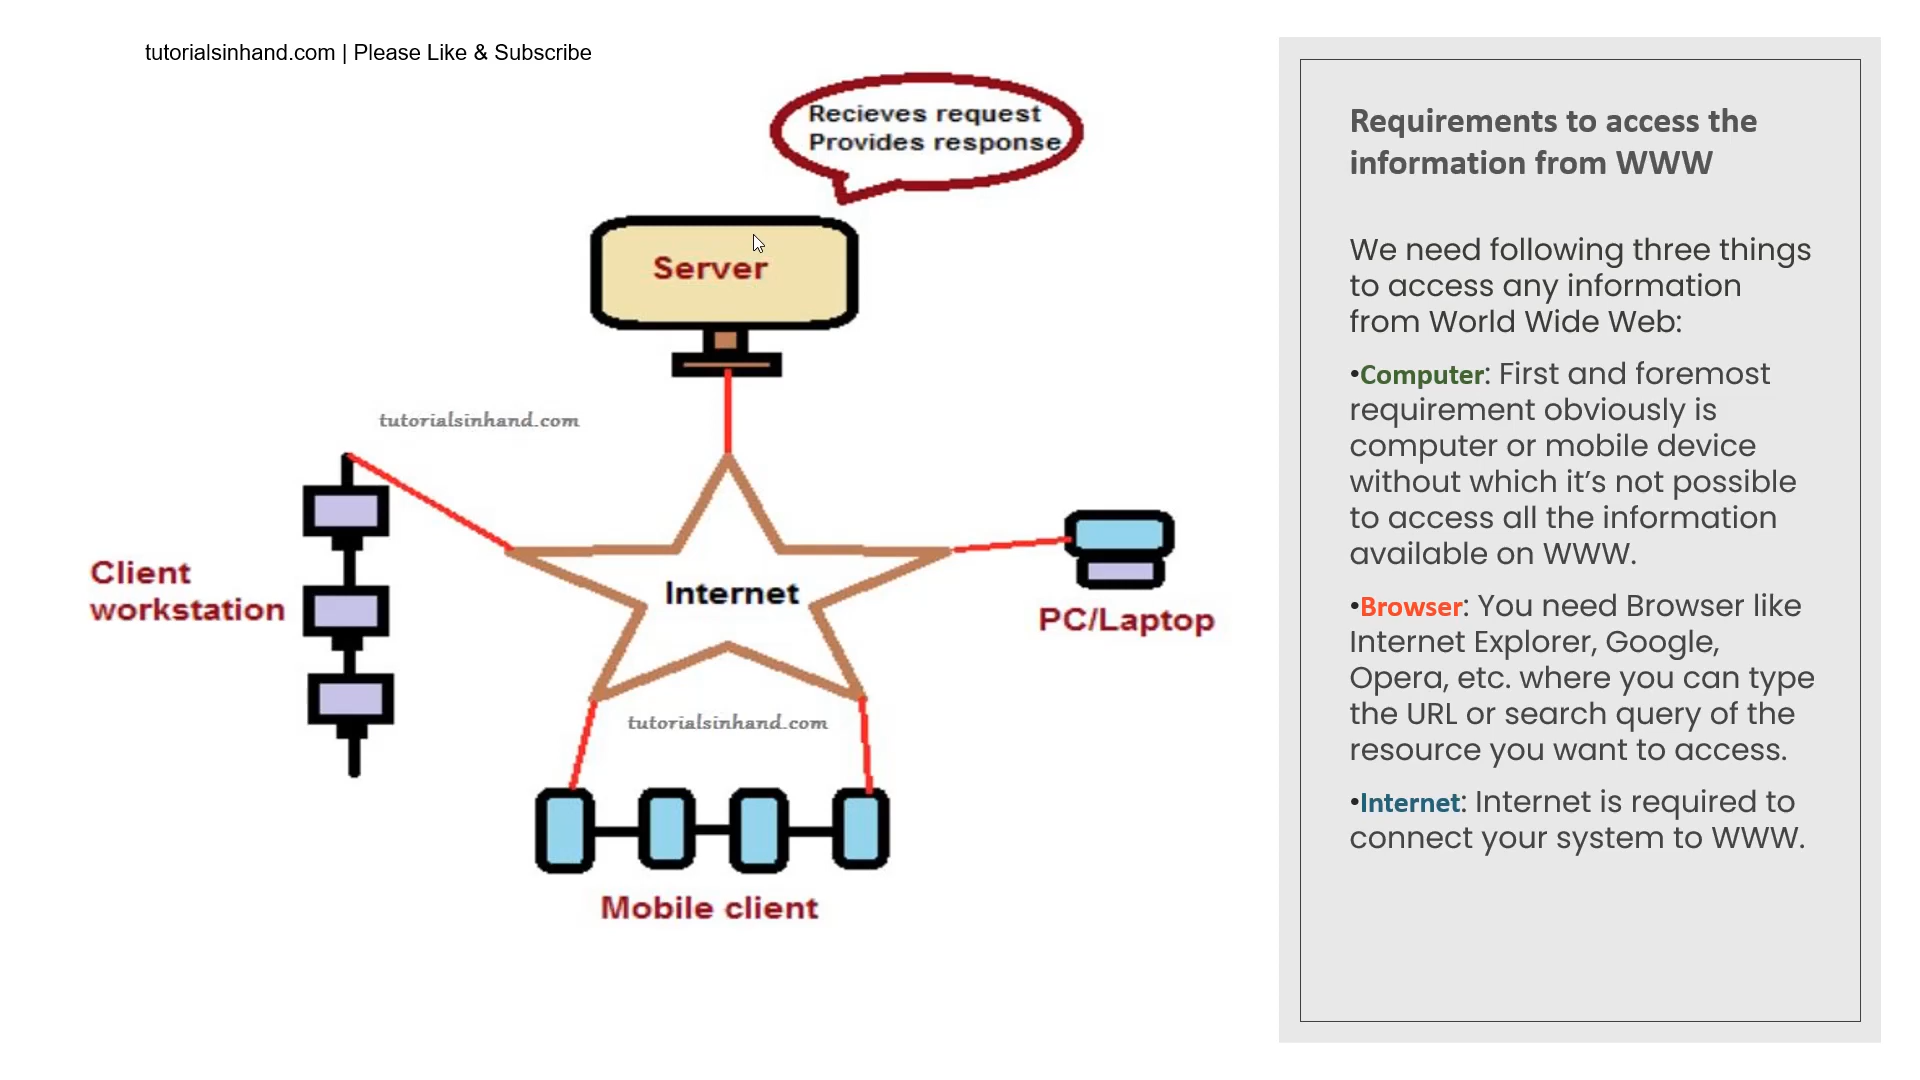 tutorialsinhand.com | Please Like & Subscribe
Recieves request
Provides response
Server
tutorialsinhand.com
Client
workstation
Internet
PC/Laptop
tutorialsinhand.com
Mobile client
Requirements to access the
information from WWW
We need following three things
to access any information
from World Wide Web:
•Computer: First and foremost
requirement obviously is
computer or mobile device
without which it’s not possible
to access all the information
available on WWW.
•Browser: You need Browser like
Internet Explorer, Google,
Opera, etc. where you can type
the URL or search query of the
resource you want to access.
•Internet: Internet is required to
connect your system to WWW.